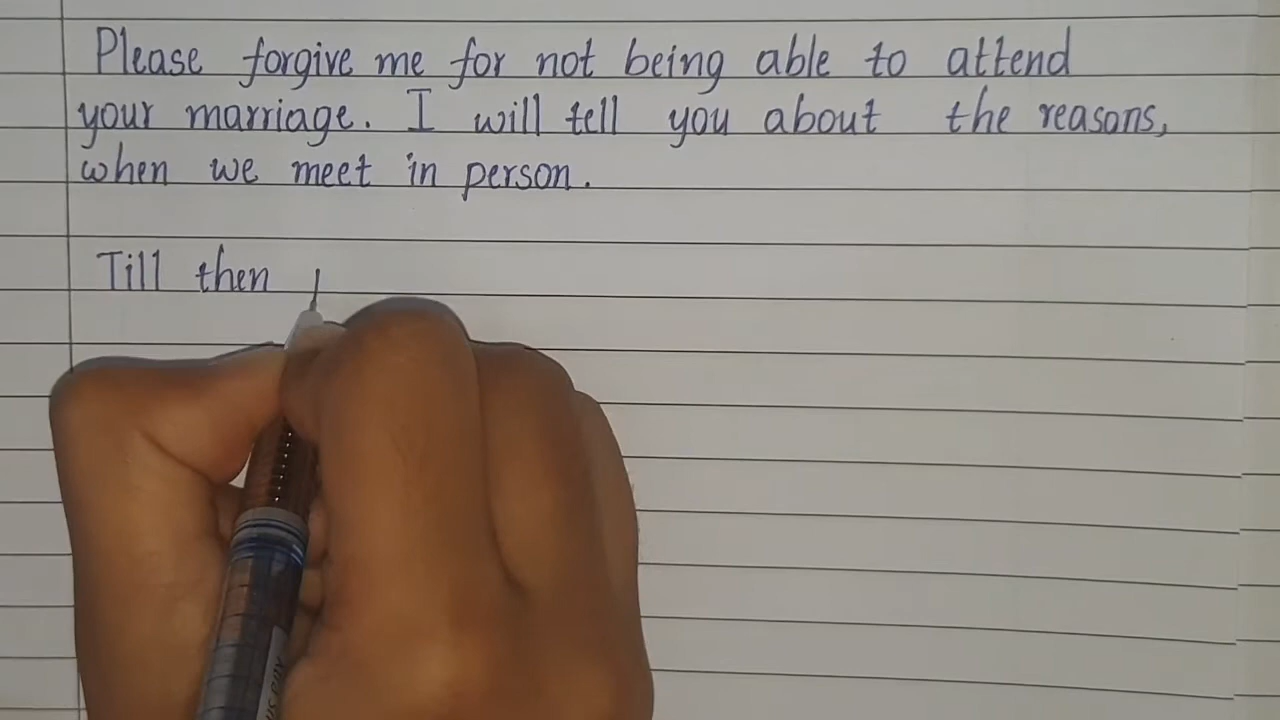 Please forgive me for not being able to attend
your marriage. I will tell you about the reasons,
when we meet in person.
Till then